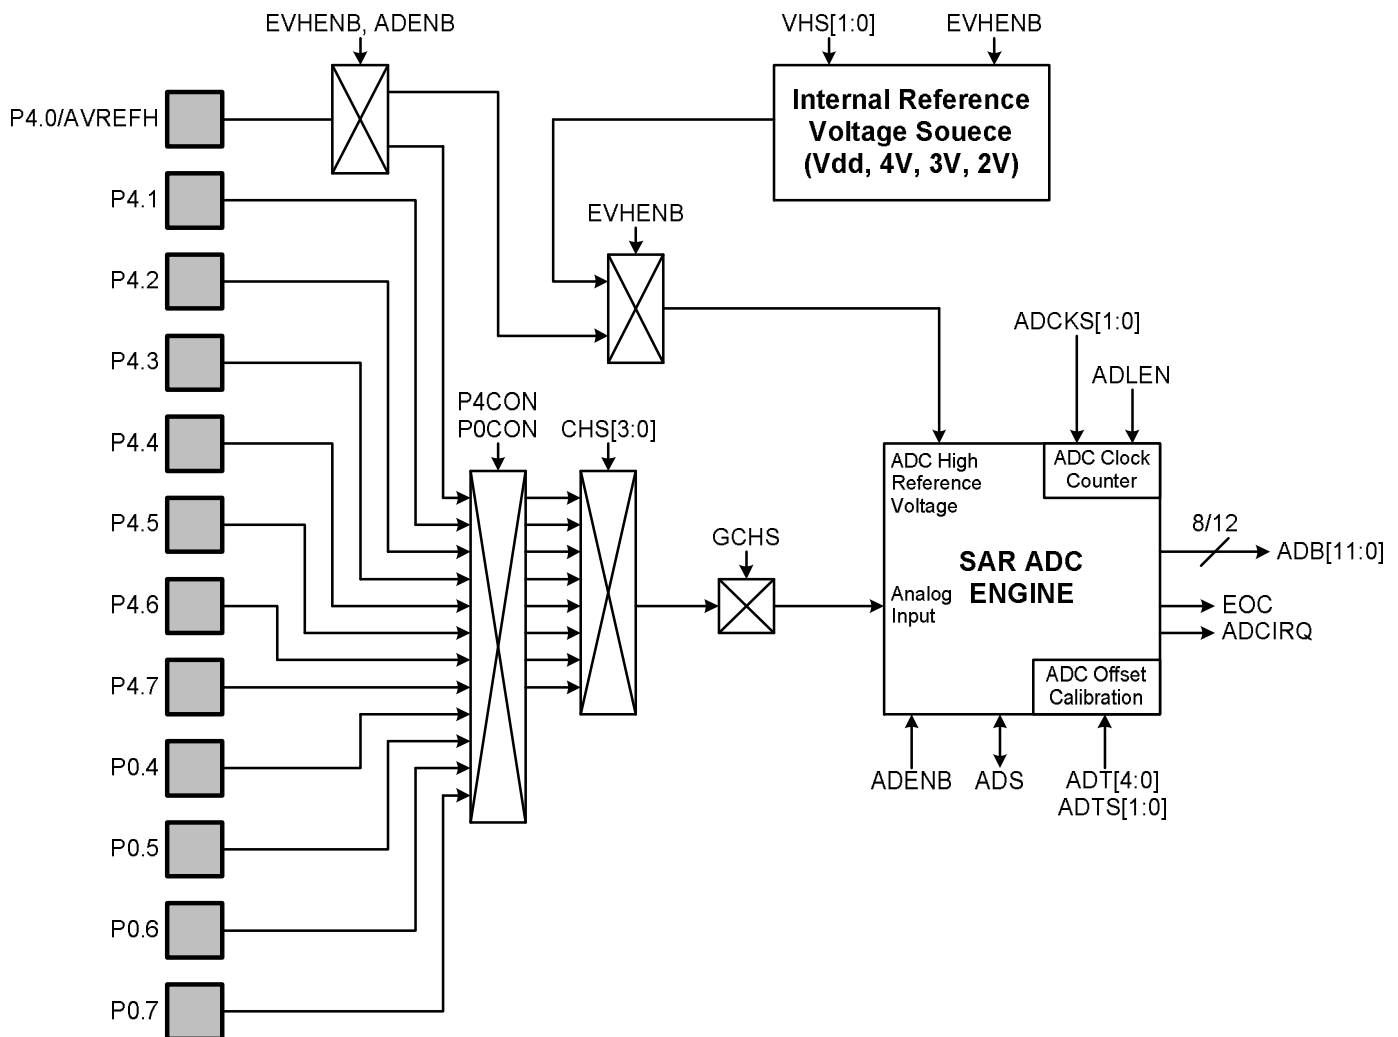 EVHENB, ADENB
VHS[1:0]
EVHENB
P4.0/AVREFH
Internal Reference
Voltage Souece
(Vdd, 4V, 3V, 2V)
P4.1
EVHENB
P4.2
ADCKS[1:0]
P4.3
ADLEN
P4CON
P0CON
CHS[3:0]
P4.4
ADC High
Reference
Voltage
ADC Clock
Counter
P4.5
GCHS
8/12
ADB[11:0]
SAR ADC
ENGINE
P4.6
Analog
Input
EOC
ADCIRQ
P4.7
ADC Offset
Calibration
P0.4
ADENB
ADS
ADT[4:0]
ADTS[1:0]
P0.5
P0.6
P0.7